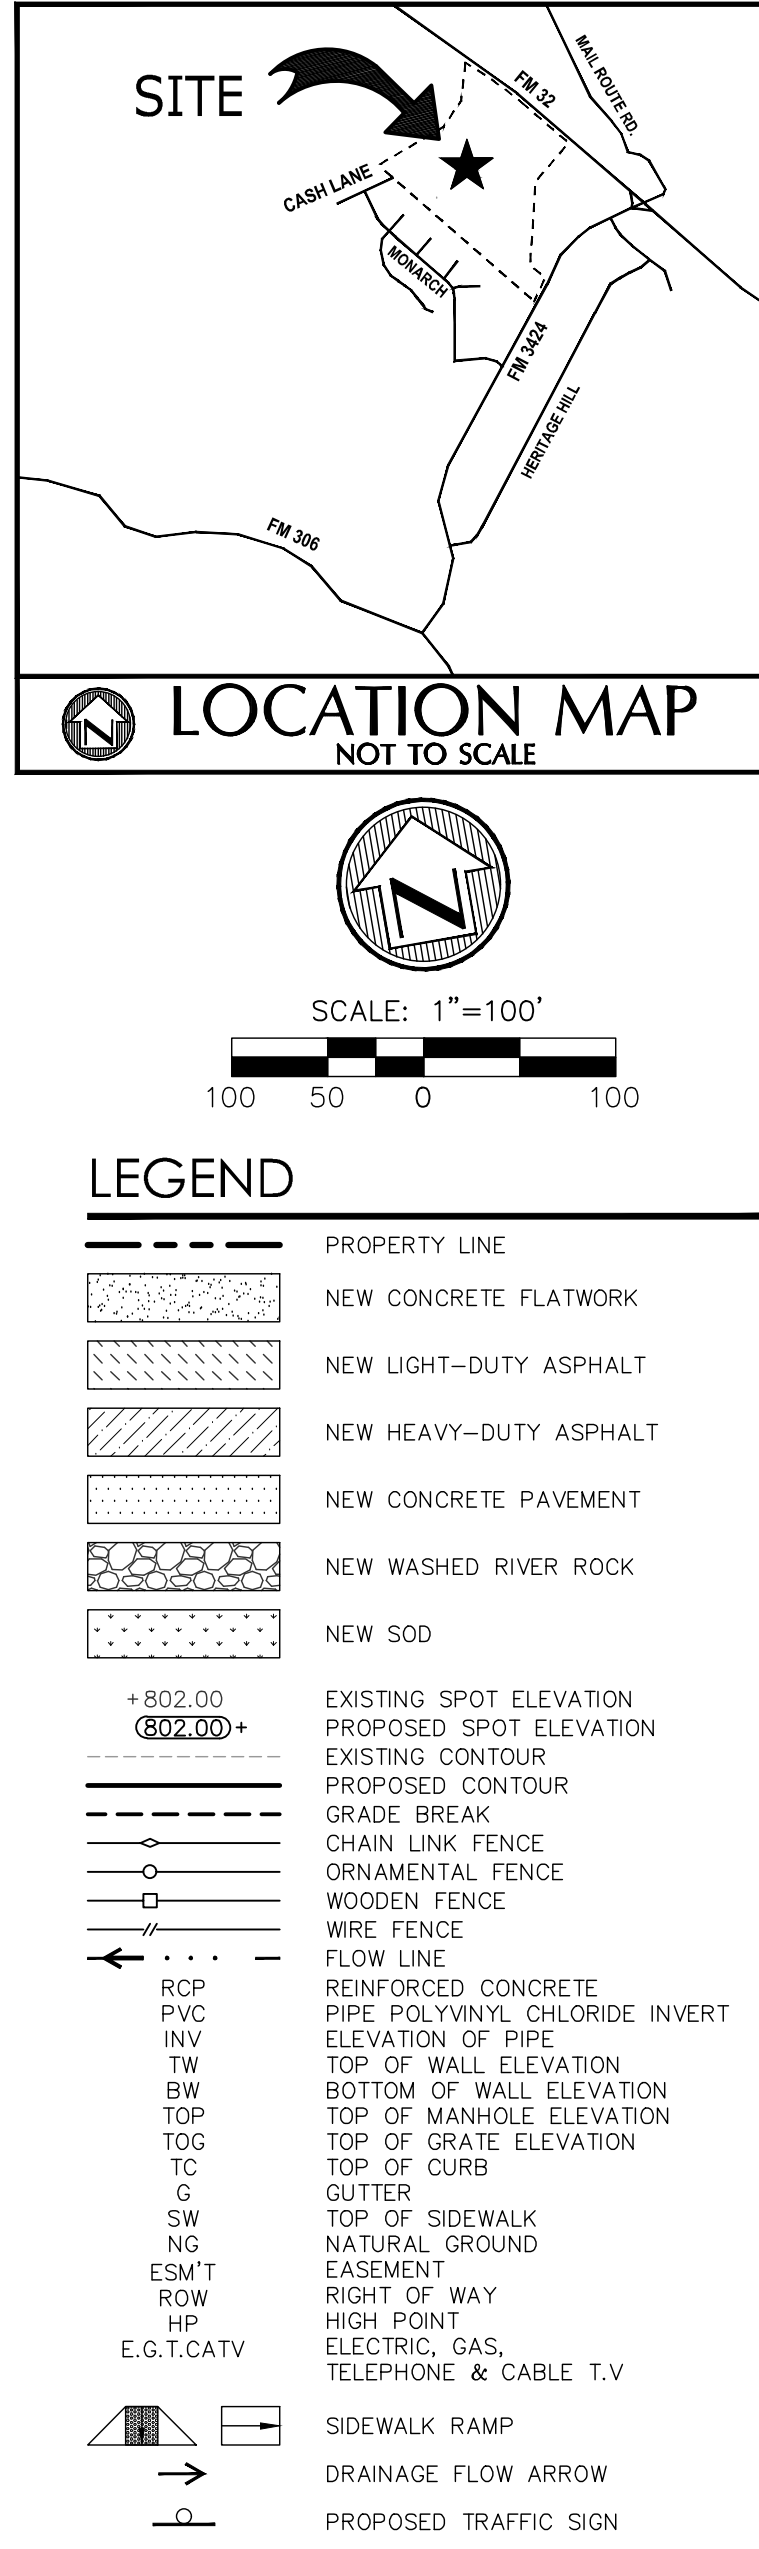 SITE
FM 32
MAIL ROUTE RD.
CASH LANE
MONARCH
FM 3424
HERITAGE HILL
FM 306
N
LOCATION MAP
NOT TO SCALE
N
SCALE: 1"=100'
100 50 0 100
LEGEND
PROPERTY LINE
NEW CONCRETE FLATWORK
NEW LIGHT-DUTY ASPHALT
NEW HEAVY-DUTY ASPHALT
NEW CONCRETE PAVEMENT
NEW WASHED RIVER ROCK
NEW SOD
+802.00 EXISTING SPOT ELEVATION
802.00+ PROPOSED SPOT ELEVATION
EXISTING CONTOUR
PROPOSED CONTOUR
GRADE BREAK
CHAIN LINK FENCE
ORNAMENTAL FENCE
WOODEN FENCE
WIRE FENCE
FLOW LINE
RCP REINFORCED CONCRETE
PVC PIPE POLYVINYL CHLORIDE INVERT
INV ELEVATION OF PIPE
TW TOP OF WALL ELEVATION
BW BOTTOM OF WALL ELEVATION
TOP TOP OF MANHOLE ELEVATION
TOG TOP OF GRATE ELEVATION
TC TOP OF CURB
G GUTTER
SW TOP OF SIDEWALK
NG NATURAL GROUND
ESM'T EASEMENT
ROW RIGHT OF WAY
HP HIGH POINT
E.G.T.CATV ELECTRIC, GAS,
TELEPHONE & CABLE T.V
SIDEWALK RAMP
DRAINAGE FLOW ARROW
PROPOSED TRAFFIC SIGN